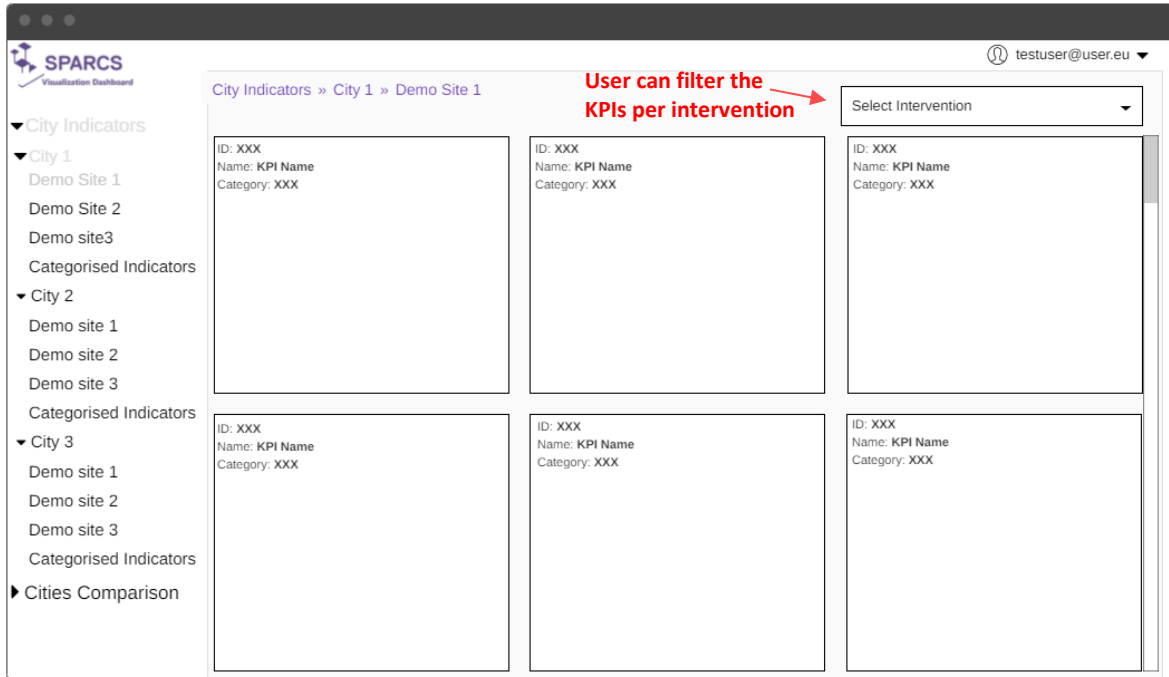 SPARCS
Visualization Dashboard
testuser@user.eu
City Indicators » City 1 » Demo Site 1
User can filter the
KPIs per intervention
Select Intervention
City Indicators
City 1
Demo Site 1
Demo Site 2
Demo site3
Categorised Indicators
City 2
Demo site 1
Demo site 2
Demo site 3
Categorised Indicators
City 3
Demo site 1
Demo site 2
Demo site 3
Categorised Indicators
Cities Comparison
ID: XXX
Name: KPI Name
Category: XXX
ID: XXX
Name: KPI Name
Category: XXX
ID: XXX
Name: KPI Name
Category: XXX
ID: XXX
Name: KPI Name
Category: XXX
ID: XXX
Name: KPI Name
Category: XXX
ID: XXX
Name: KPI Name
Category: XXX